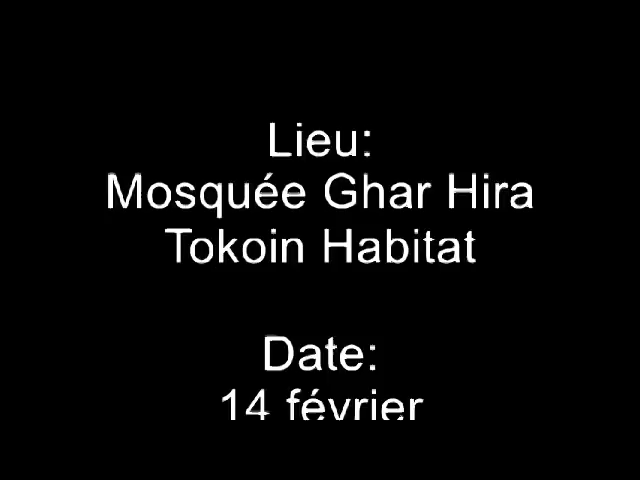 Lieu:
Mosquée Ghar Hira
Tokoin Habitat
Date:
14 février